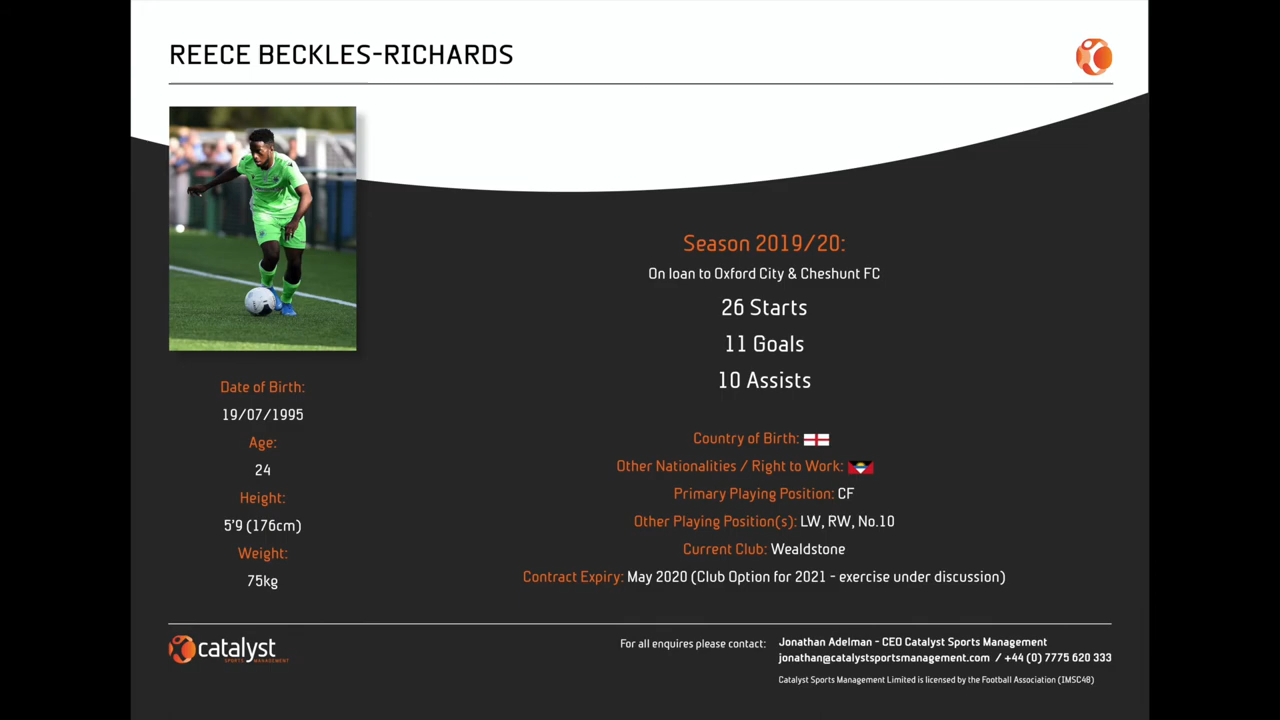 REECE BECKLES-RICHARDS
Season 2019/20:
On loan to Oxford City & Cheshunt FC
26 Starts
11 Goals
10 Assists
Date of Birth:
19/07/1995
Age:
24
Height:
5'9 (176cm)
Weight:
75kg
Country of Birth:
Other Nationalities / Right to Work:
Primary Playing Position: CF
Other Playing Position(s): LW, RW, No.10
Current Club: Wealdstone
Contract Expiry: May 2020 (Club Option for 2021 - exercise under discussion)
catalyst
SPORTS MANAGEMENT
For all enquires please contact:
Jonathan Adelman - CEO Catalyst Sports Management
jonathan@catalystsportsmanagement.com / +44 (0) 7775 620 333
Catalyst Sports Management Limited is licensed by the Football Association (IMSC48)